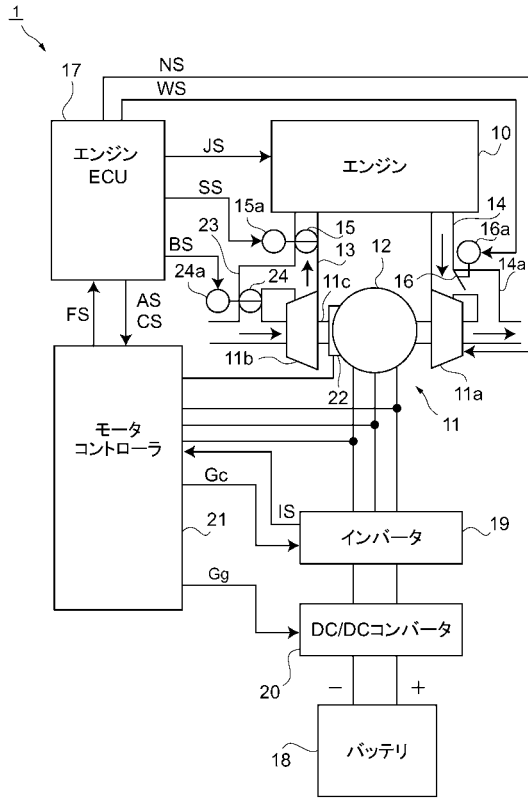 1
17
NS
WS
エンジン
ECU
JS
エンジン
10
SS
15a
15
14
16a
BS
23
13
12
24a
24
11c
16
14a
FS
AS
CS
11b
22
11a
11
モータ
コントローラ
21
Gc
IS
インバータ
19
Gg
DC/DCコンバータ
20
−
+
18
バッテリ